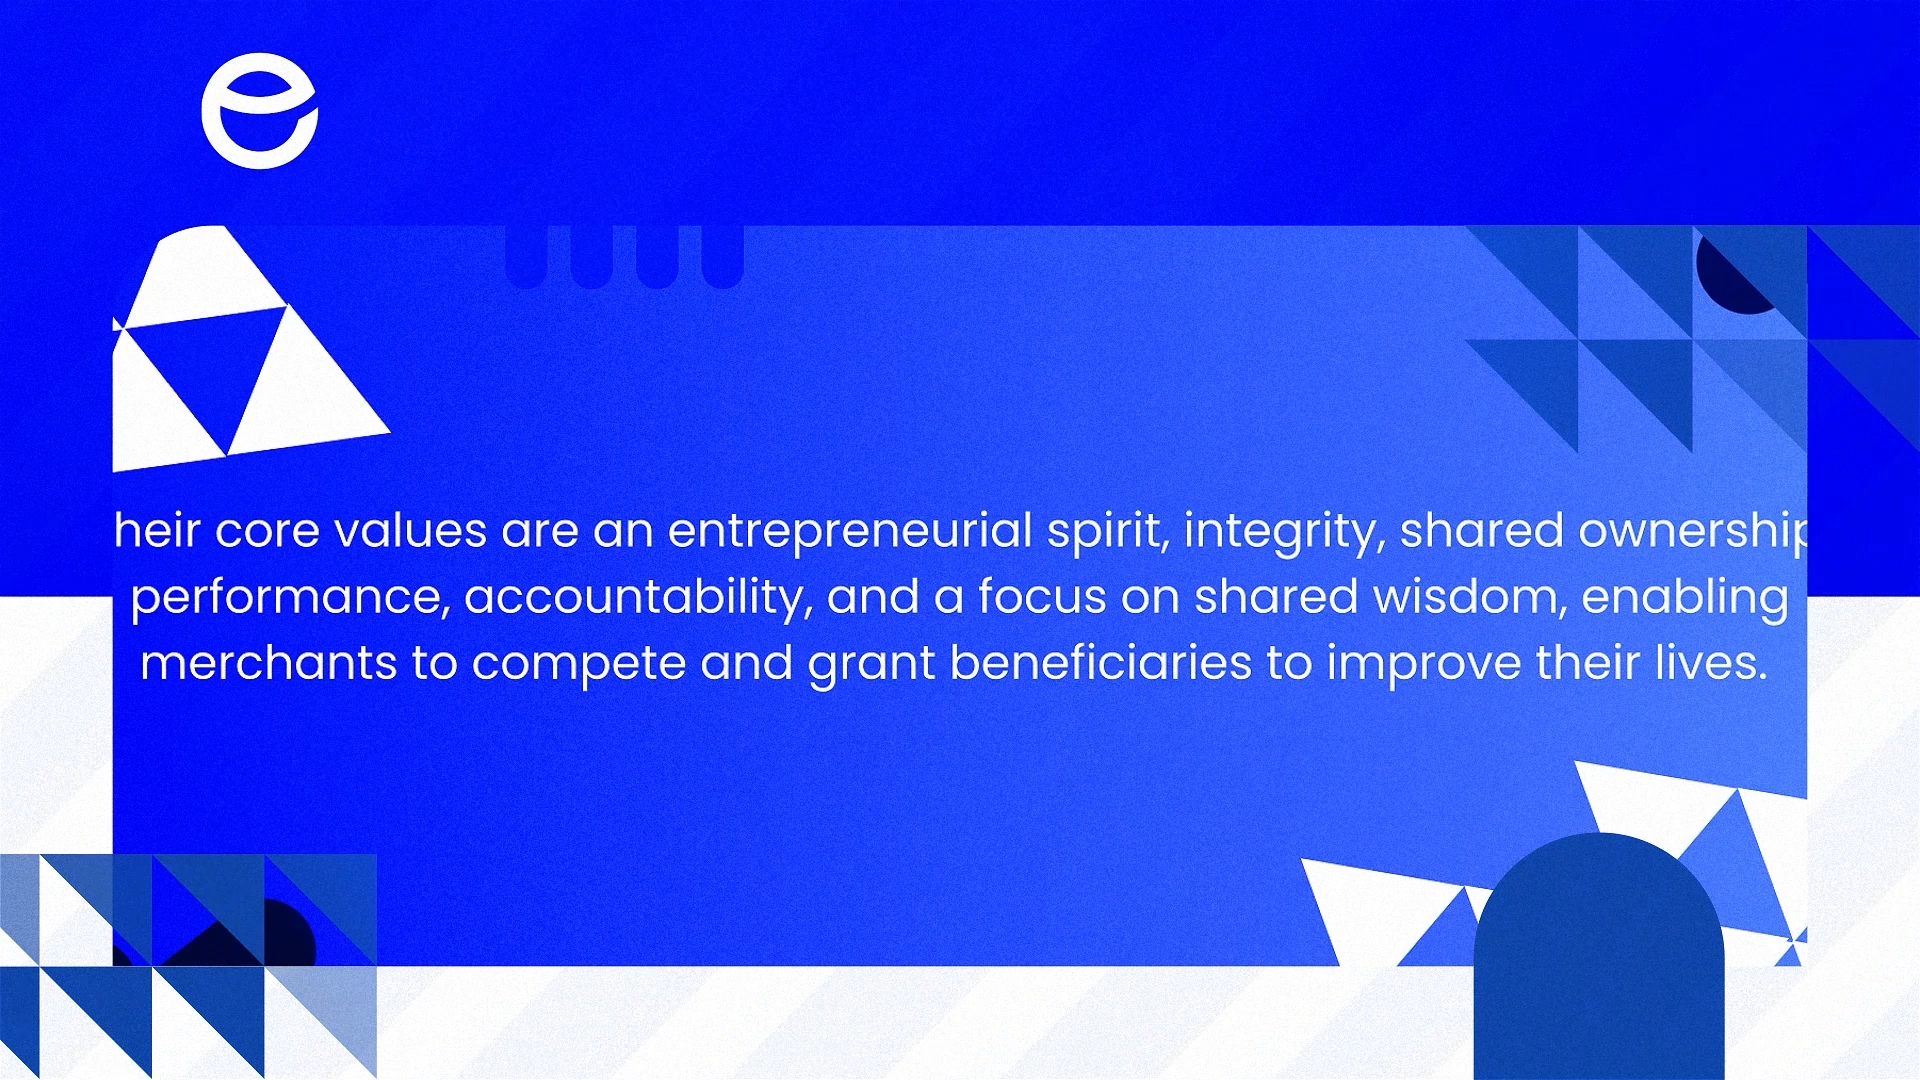 e
heir core values are an entrepreneurial spirit, integrity, shared ownership
performance, accountability, and a focus on shared wisdom, enabling
merchants to compete and grant beneficiaries to improve their lives.